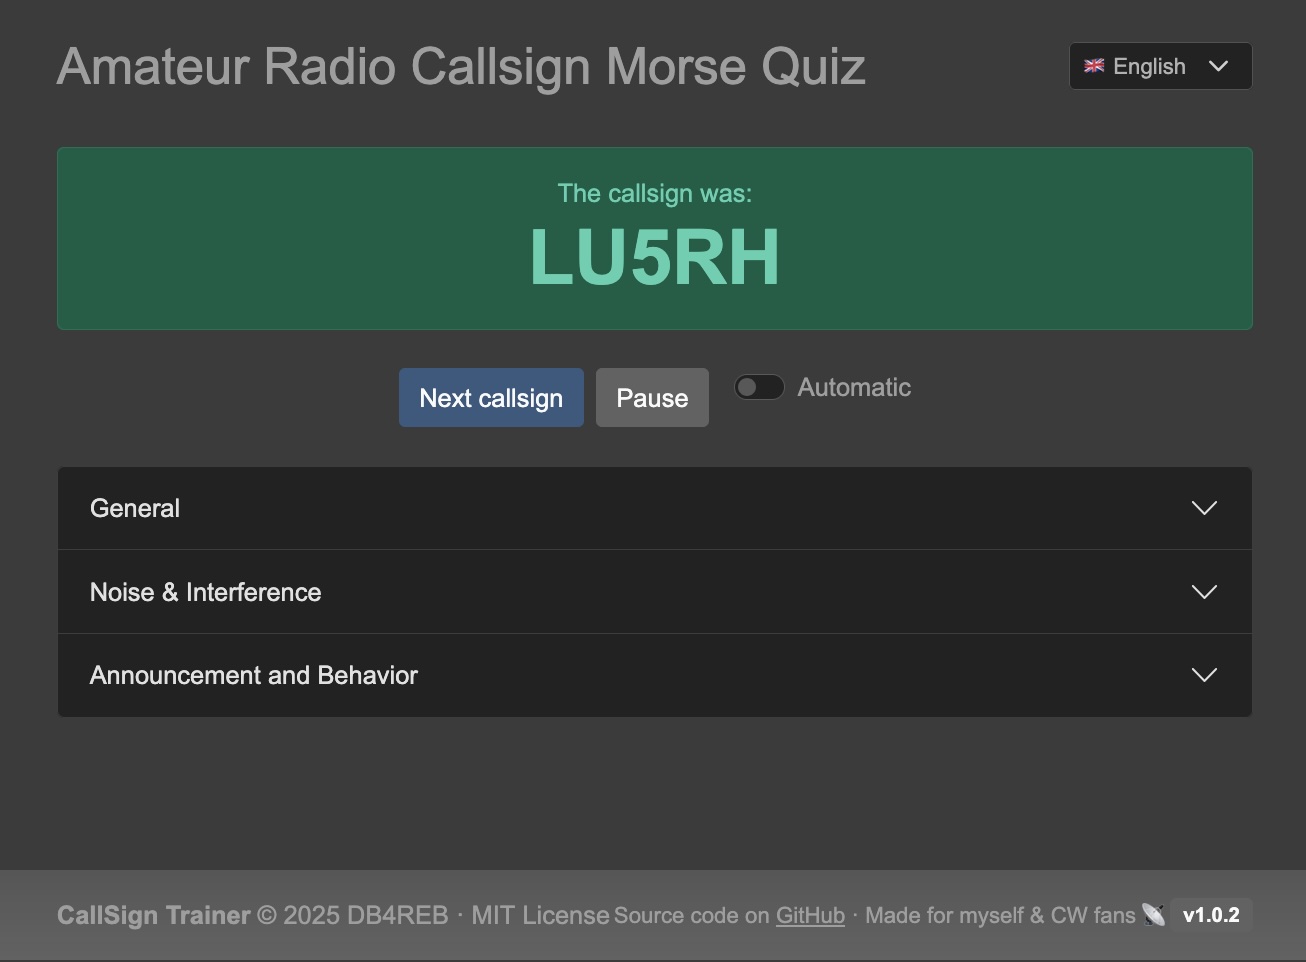 Amateur Radio Callsign Morse Quiz
English
The callsign was:
LU5RH
Next callsign
Pause
Automatic
General
Noise & Interference
Announcement and Behavior
CallSign Trainer © 2025 DB4REB · MIT License Source code on GitHub · Made for myself & CW fans v1.0.2